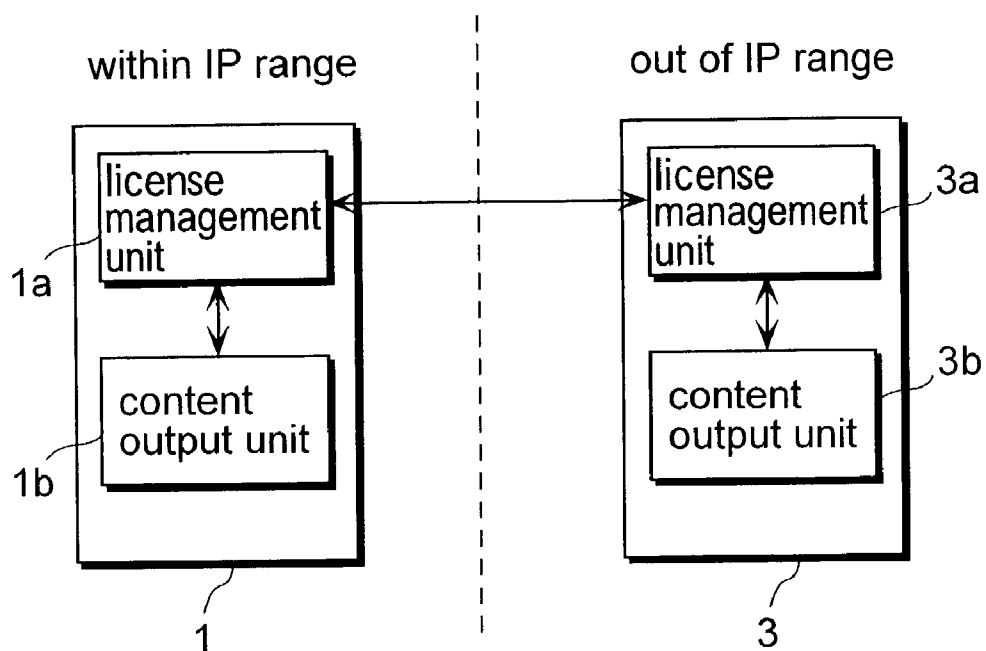 within IP range
out of IP range
license
management
unit
license
management
unit
3a
1a
content
output unit
content
output unit
3b
1b
1
3